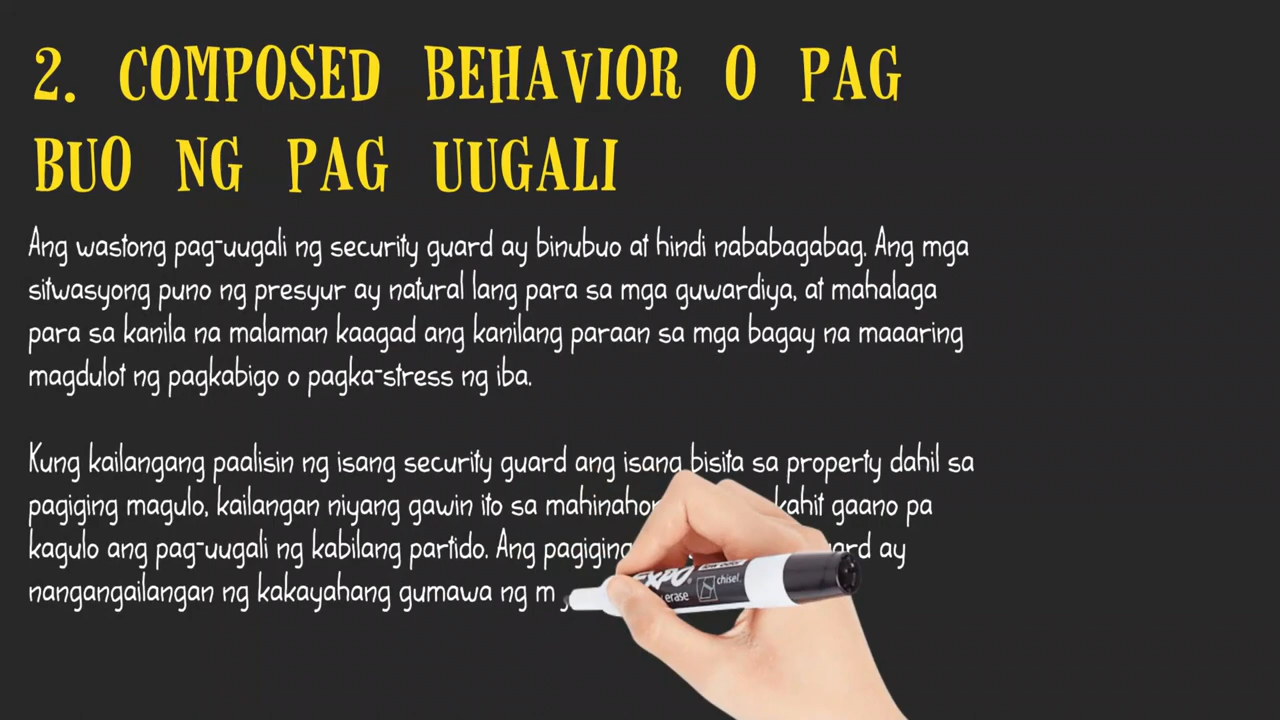 2. COMPOSED BEHAVIOR O PAG
BUO NG PAG UUGALI
Ang wastong pag-uugali ng security guard ay binubuo at hindi nababagabag. Ang mga
sitwasyong puno ng presyur ay natural lang para sa mga guwardiya, at mahalaga
para sa kanila na malaman kaagad ang kanilang paraan sa mga bagay na maaaring
magdulot ng pagkabigo o pagka-stress ng iba.
Kung kailangang paalisin ng isang security guard ang isang bisita sa property dahil sa
pagiging magulo, kailangan niyang gawin ito sa kahit gaano pa
kagulo ang pag-uugali ng kabilang partido. Ang pagiging ay
nangangailangan ng kakayahang gumawa ng m
EXPO
chisel
erase